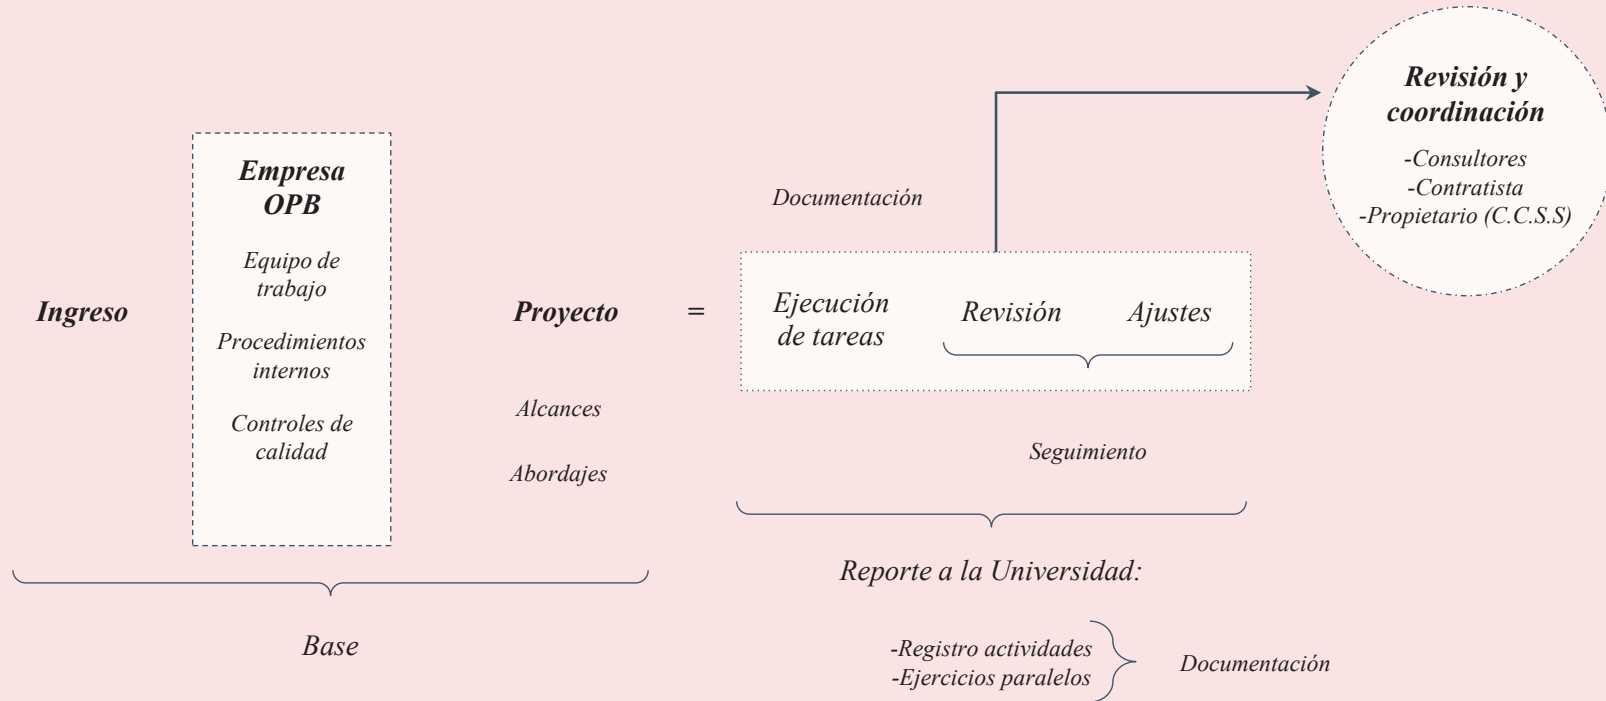 Ingreso
Empresa
OPB
Equipo de
trabajo
Procedimientos
internos
Controles de
calidad
Proyecto
Alcances
Abordajes
Base
=
Documentación
Ejecución
de tareas
Revisión
Ajustes
Seguimiento
Revisión y
coordinación
-Consultores
-Contratista
-Propietario (C.C.S.S)
Reporte a la Universidad:
-Registro actividades
-Ejercicios paralelos
Documentación